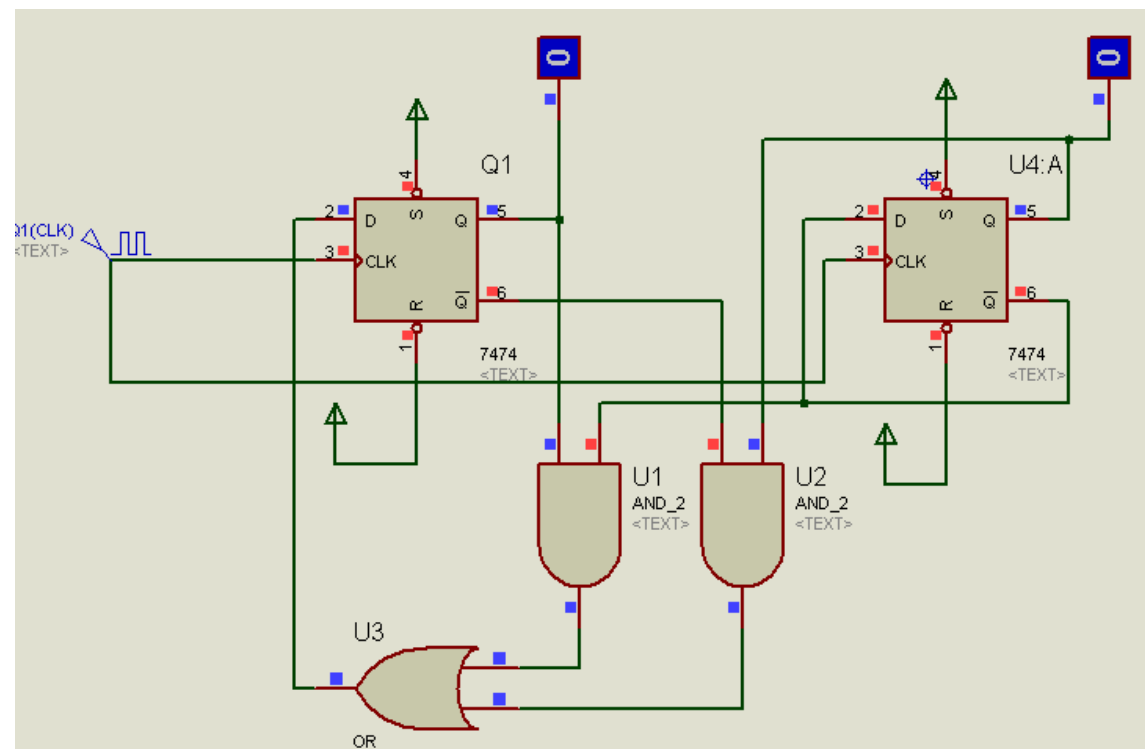 0
0
Q1
U4:A
4
4
S
S
2
D
Q
5
2
D
Q
5
Q1(CLK)
<TEXT>
3
CLK
3
CLK
R
Q
6
R
Q
6
1
1
7474
<TEXT>
7474
<TEXT>
U1
AND_2
<TEXT>
U2
AND_2
<TEXT>
U3
OR